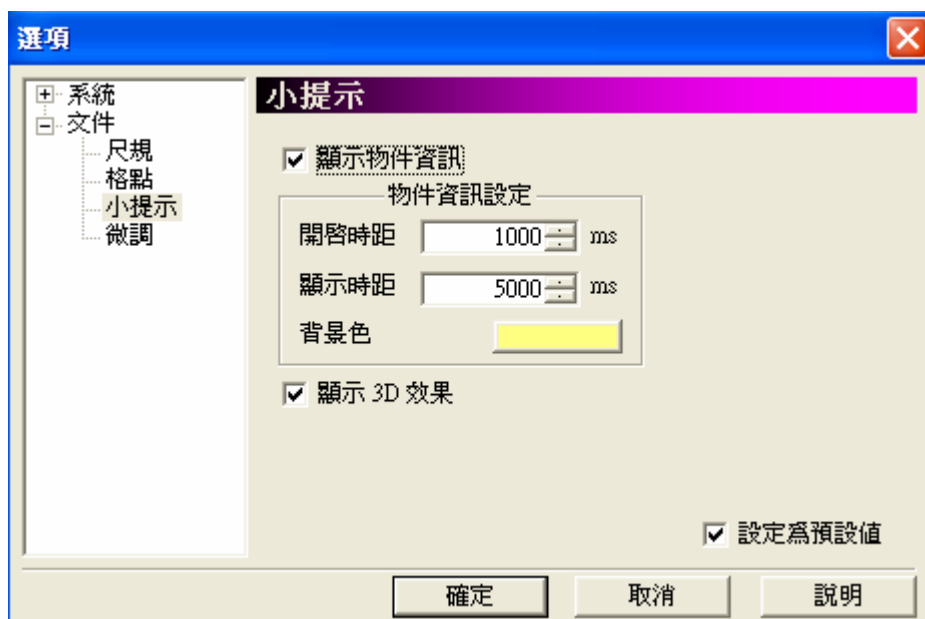 選項
系統
文件
尺規
格點
小提示
微調
小提示
顯示物件資訊
物件資訊設定
開啓時距 1000 ms
顯示時距 5000 ms
背景色
顯示 3D 效果
設定爲預設值
確定 取消 說明